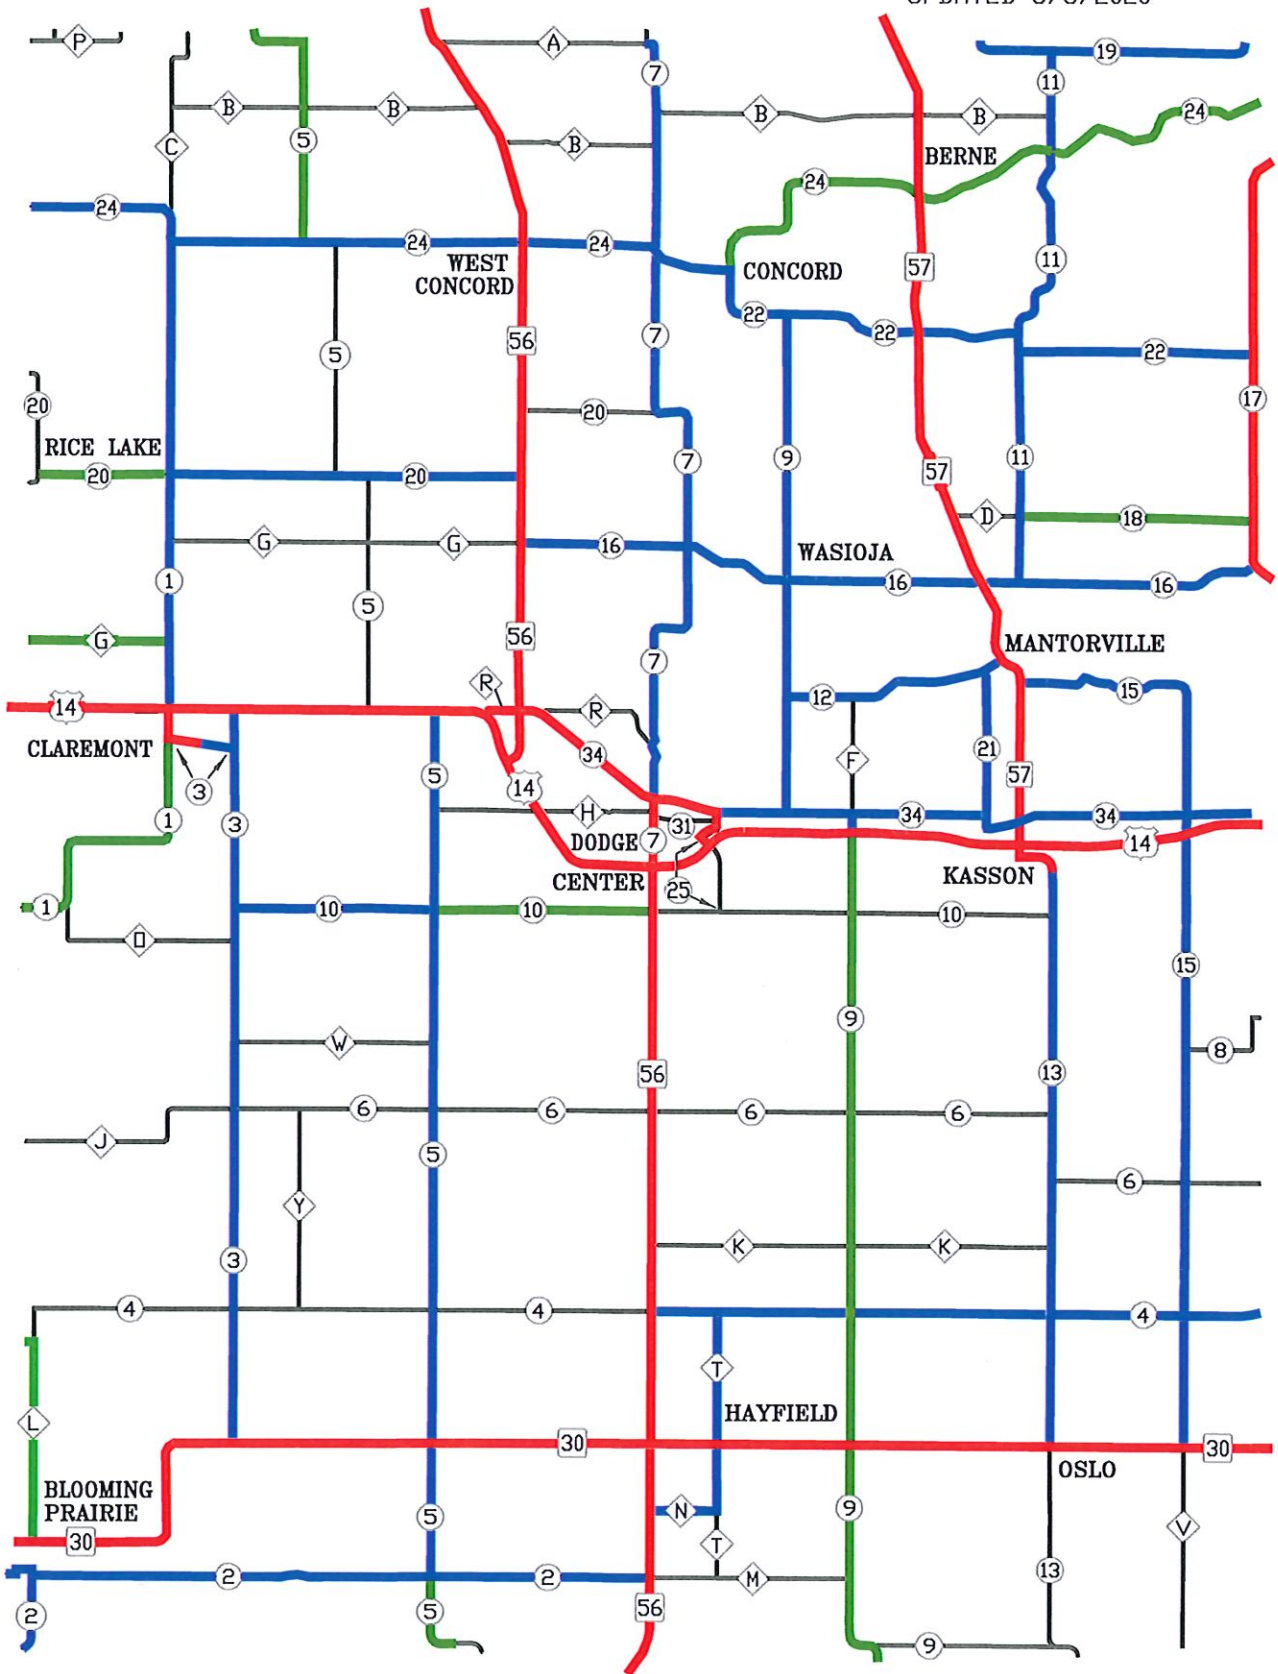 P
A
19
7
11
B
B
B
B
24
C
5
B
BERNE
24
24
24
24
WEST
CONCORD
CONCORD
57
11
22
56
7
22
5
22
20
20
17
RICE LAKE
20
20
7
9
57
11
D
18
G
G
16
WASIOJA
16
16
1
5
G
56
7
MANTORVILLE
R
12
15
14
R
CLAREMONT
34
F
21
5
57
3
14
H
34
34
1
3
31
DODGE
7
14
CENTER
25
KASSON
1
10
10
10
O
15
9
W
8
56
13
6
6
6
6
J
5
6
Y
K
K
3
4
4
4
T
L
HAYFIELD
30
30
OSLO
BLOOMING
PRAIRIE
5
N
9
V
30
T
2
2
M
13
2
5
56
9